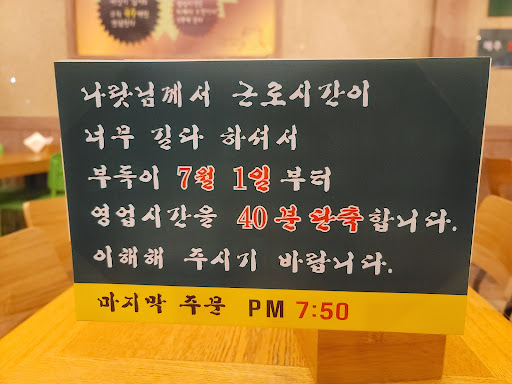 나랏님께서 근로시간이
너무 길다 하셔서
부득이 7월 1일 부터
영업시간을 40분 단축합니다.
이해해 주시기 바랍니다.
마지막 주문 PM 7:50